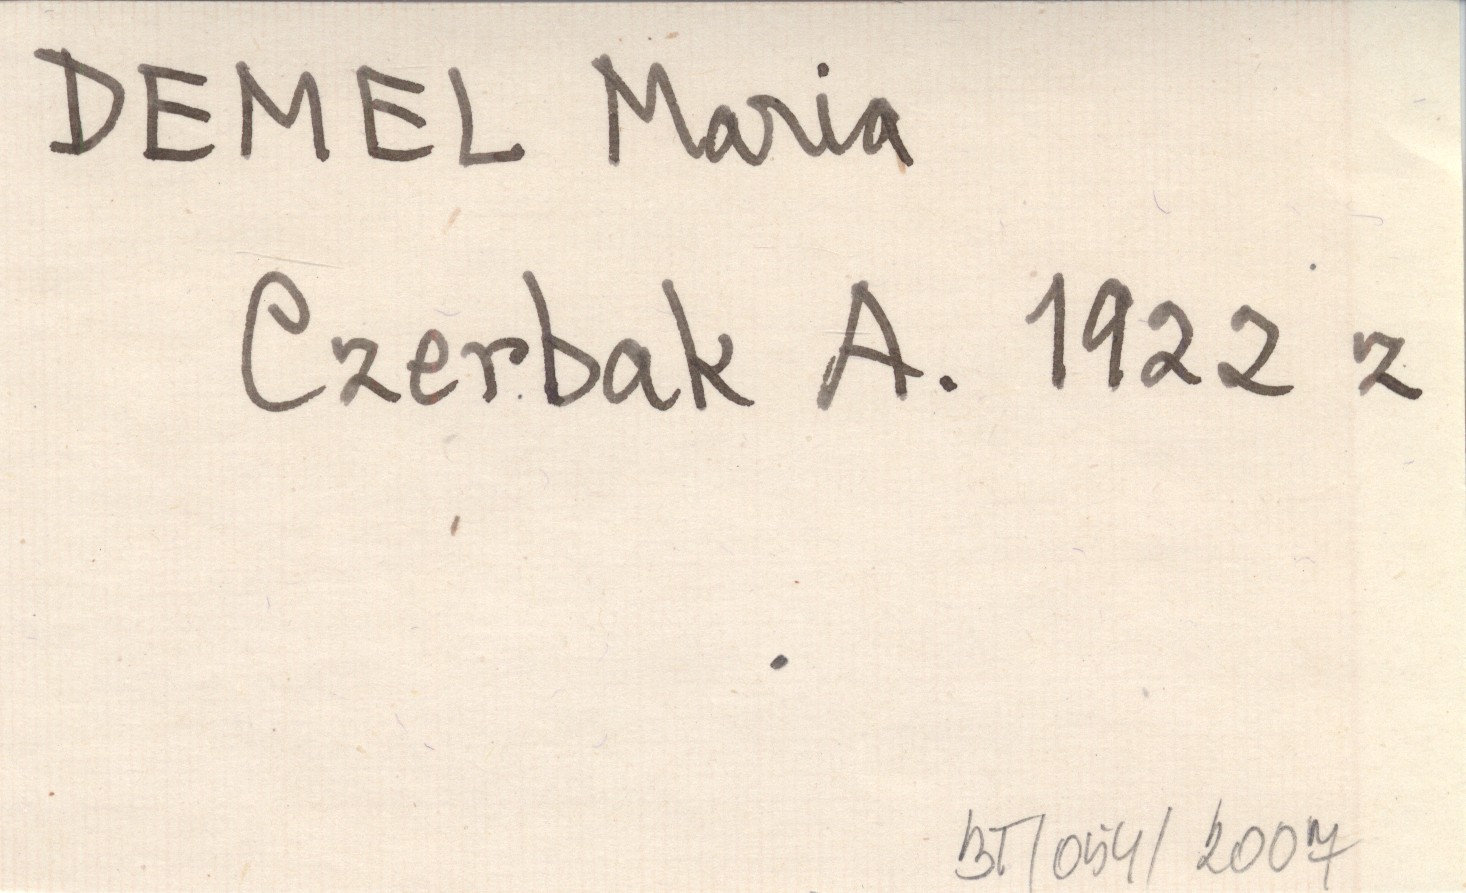 DEMEL Maria
Czerbak A. 1922 z
BT/054/2007